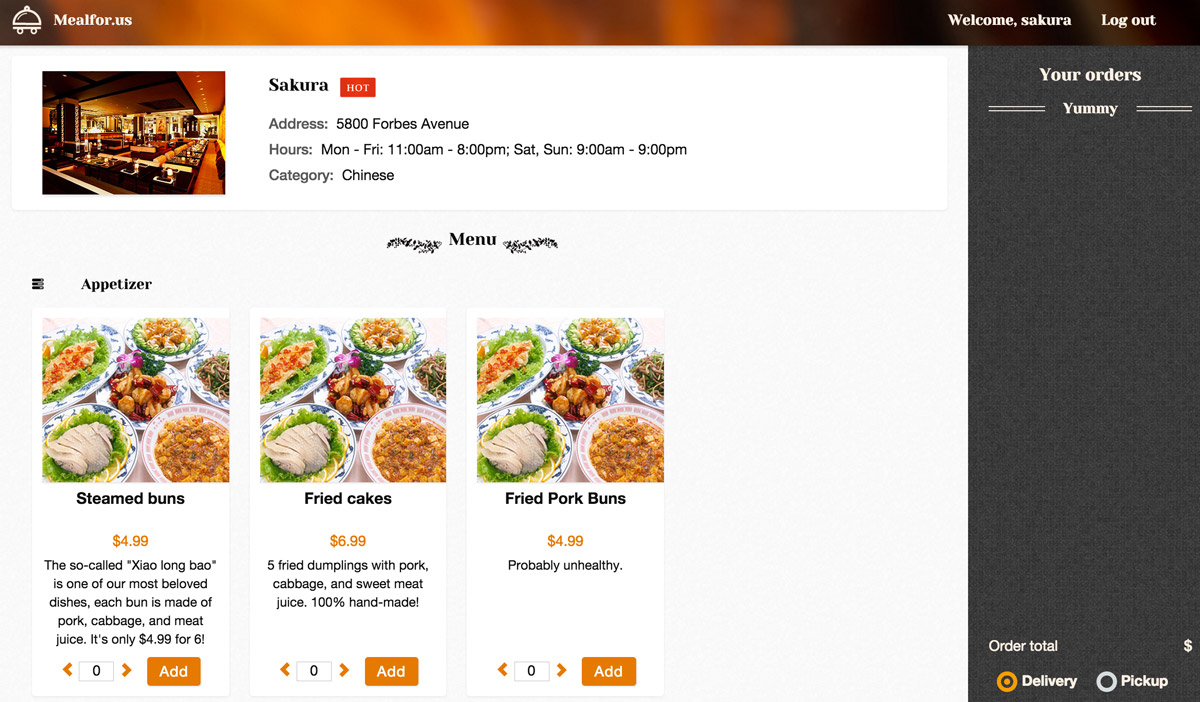 Mealfor.us
Welcome, sakura
Log out
Sakura HOT
Address: 5800 Forbes Avenue
Hours: Mon - Fri: 11:00am - 8:00pm; Sat, Sun: 9:00am - 9:00pm
Category: Chinese
Menu
Appetizer
Steamed buns
$4.99
The so-called "Xiao long bao"
is one of our most beloved
dishes, each bun is made of
pork, cabbage, and meat
juice. It's only $4.99 for 6!
0 Add
Fried cakes
$6.99
5 fried dumplings with pork,
cabbage, and sweet meat
juice. 100% hand-made!
0 Add
Fried Pork Buns
$4.99
Probably unhealthy.
0 Add
Your orders
Yummy
Order total $
Delivery Pickup